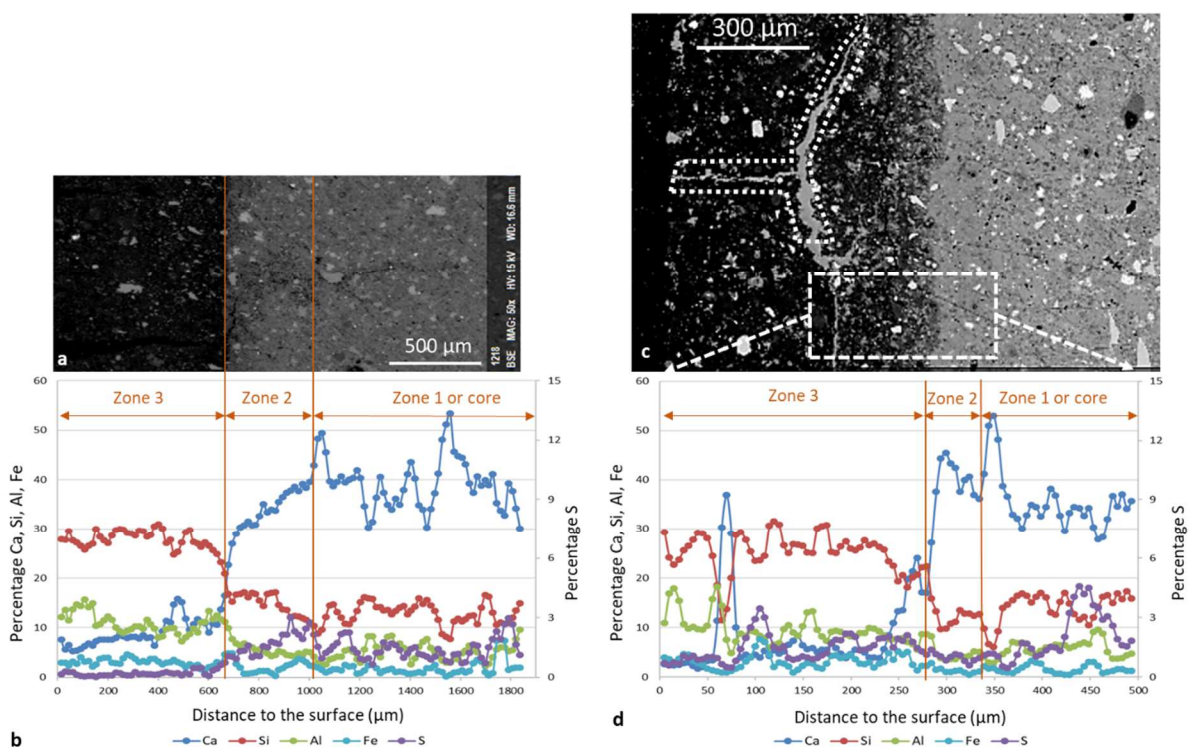 300 µm
500 µm
1218
BSE MAG: 50x HV: 15 kV WD: 16.6 mm
a
c
60
50
40
30
20
10
0
15
12
9
6
3
0
Zone 3
Zone 2
Zone 1 or core
Percentage Ca, Si, Al, Fe
Percentage S
0 200 400 600 800 1000 1200 1400 1600 1800
Distance to the surface (µm)
b
Ca Si Al Fe S
60
50
40
30
20
10
0
15
12
9
6
3
0
Zone 3
Zone 2
Zone 1 or core
Percentage Ca, Si, Al, Fe
Percentage S
0 50 100 150 200 250 300 350 400 450 500
Distance to the surface (µm)
d
Ca Si Al Fe S